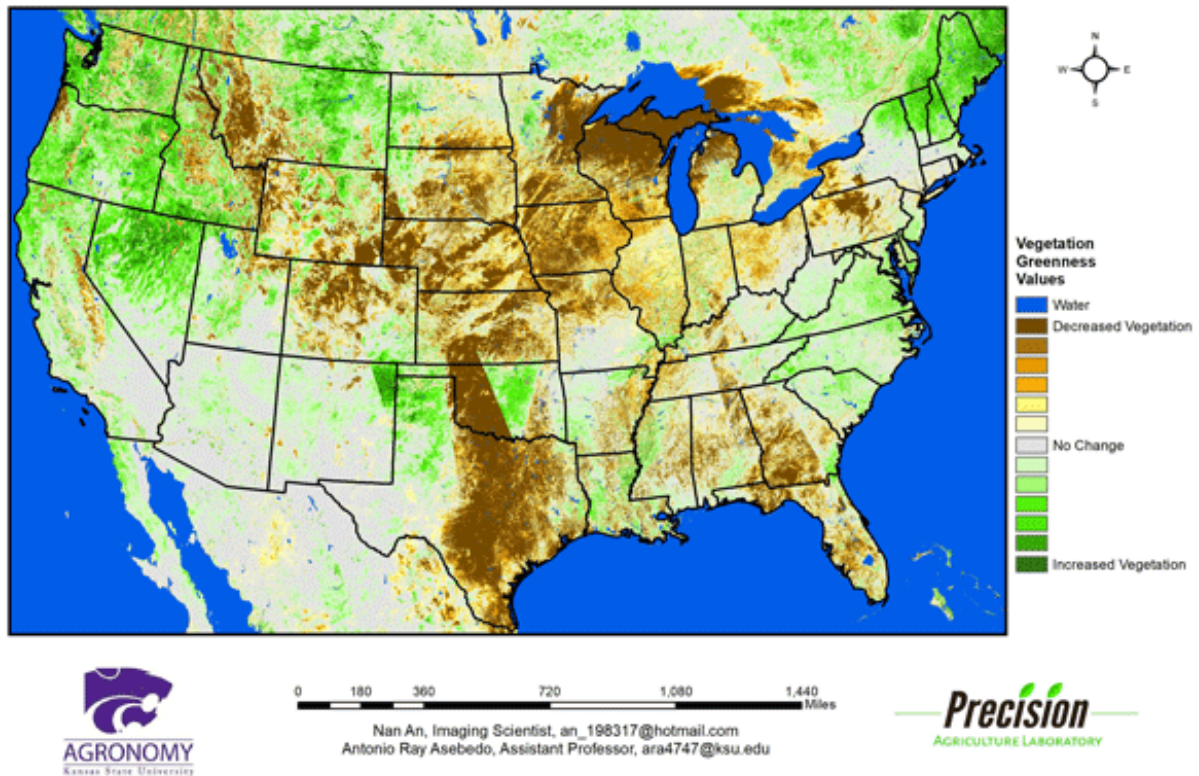 N
W
E
S
Vegetation
Greenness
Values
Water
Decreased Vegetation
No Change
Increased Vegetation
0 180 360 720 1,080 1,440
Miles
Nan An, Imaging Scientist, an_198317@hotmail.com
Antonio Ray Asebedo, Assistant Professor, ara4747@ksu.edu
AGRONOMY
Kansas State University
Precision
AGRICULTURE LABORATORY